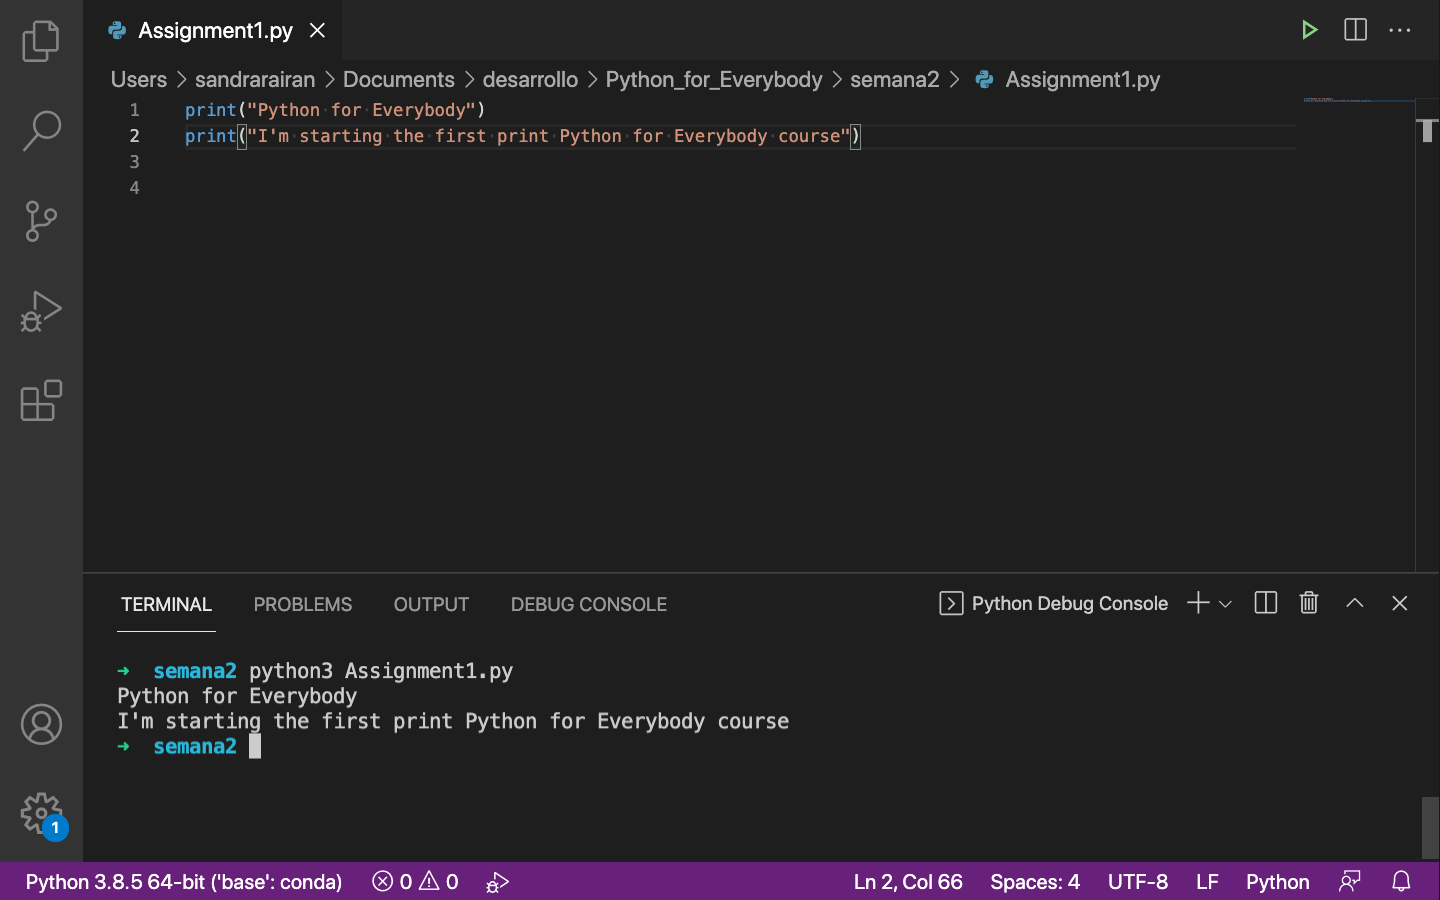 Assignment1.py
Users > sandrarairan > Documents > desarrollo > Python_for_Everybody > semana2 > Assignment1.py
1 print("Python for Everybody")
2 print("I'm starting the first print Python for Everybody course")
3
4
TERMINAL PROBLEMS OUTPUT DEBUG CONSOLE Python Debug Console
→ semana2 python3 Assignment1.py
Python for Everybody
I'm starting the first print Python for Everybody course
→ semana2
1
Python 3.8.5 64-bit ('base': conda) 0 0 Ln 2, Col 66 Spaces: 4 UTF-8 LF Python